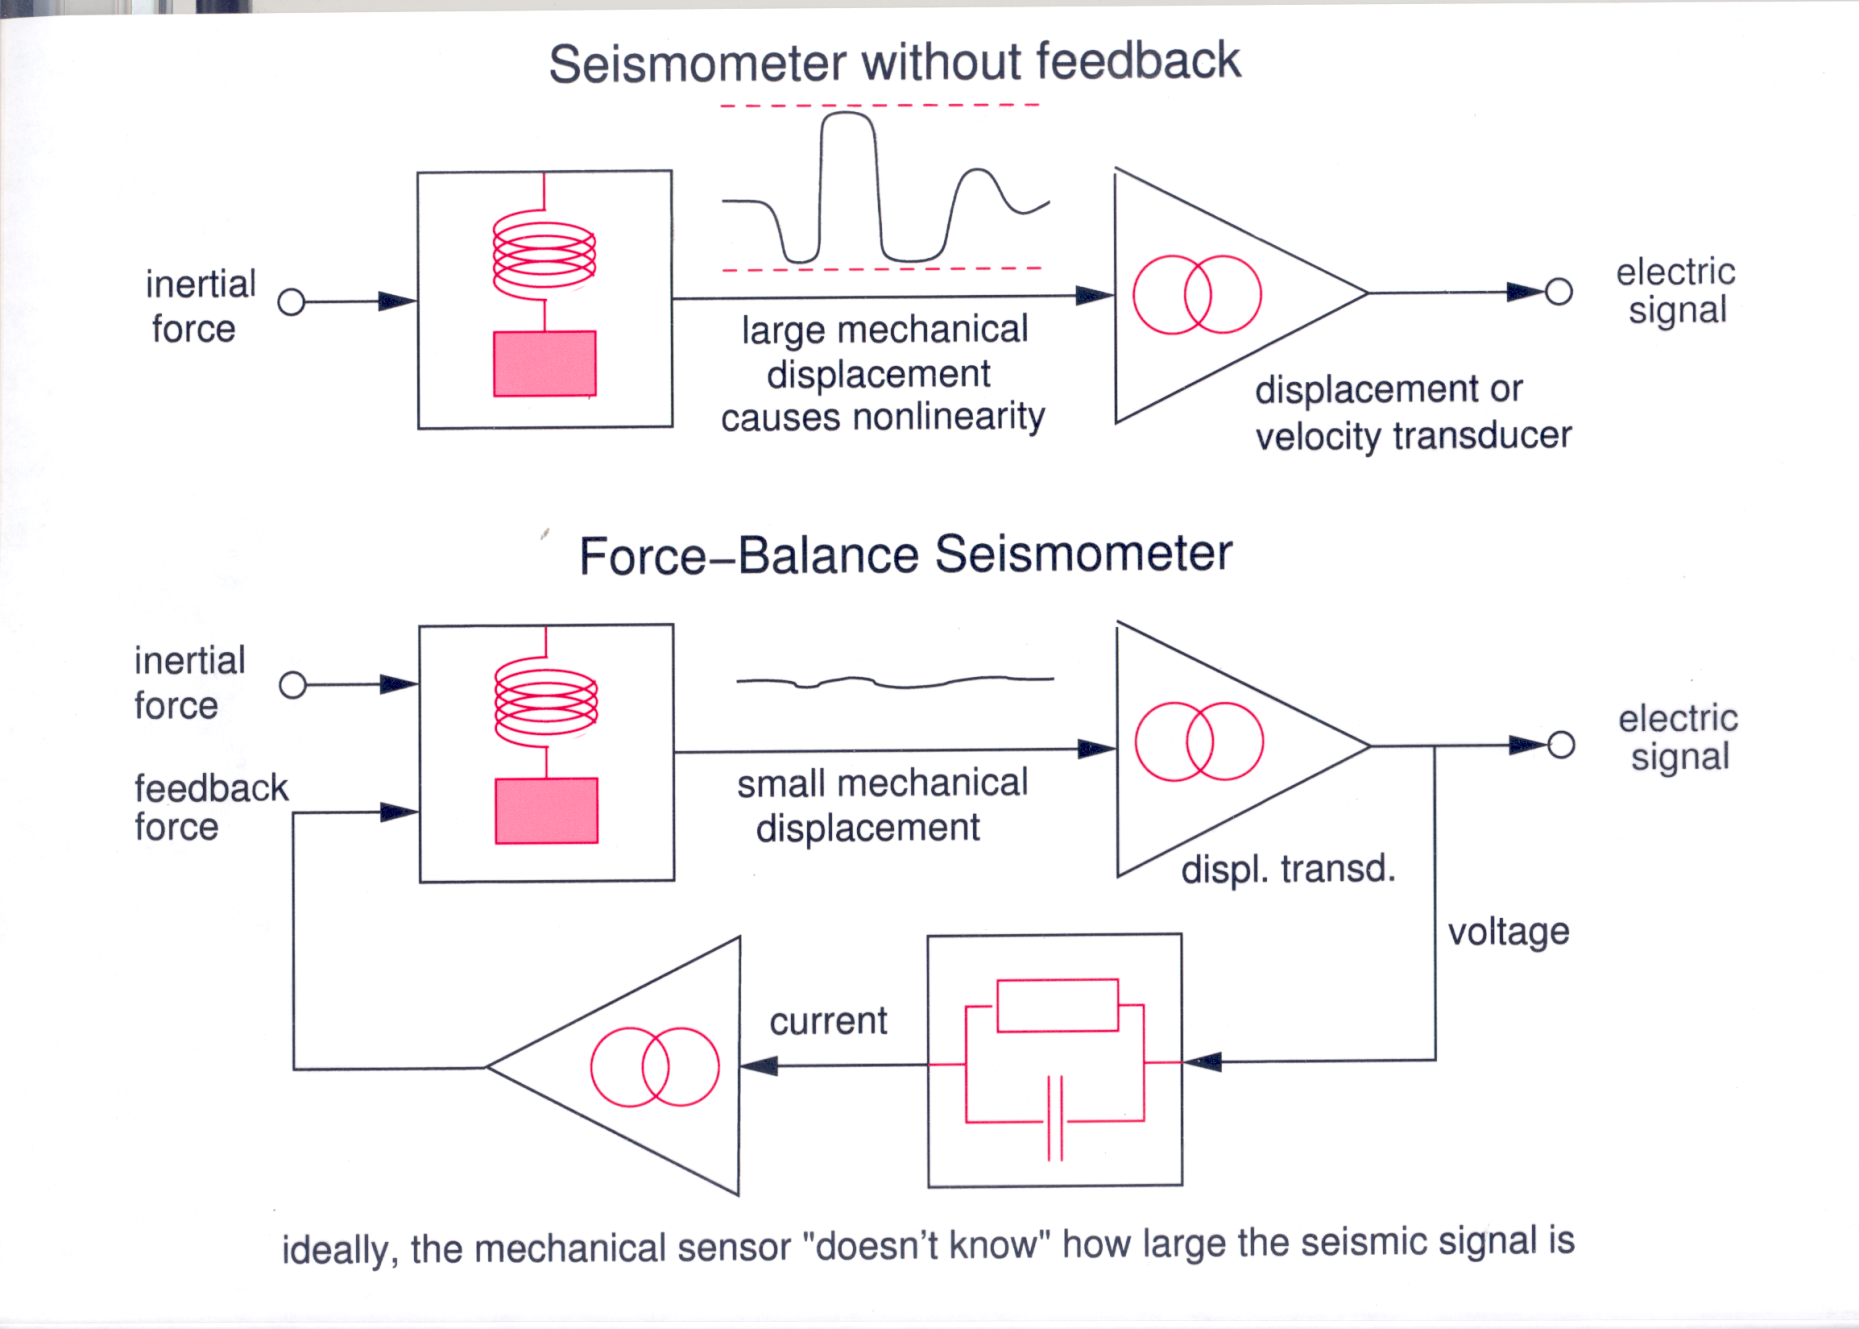 Seismometer without feedback
inertial
force
large mechanical
displacement
causes nonlinearity
displacement or
velocity transducer
electric
signal
Force–Balance Seismometer
inertial
force
feedback
force
small mechanical
displacement
displ. transd.
electric
signal
voltage
current
ideally, the mechanical sensor "doesn't know" how large the seismic signal is